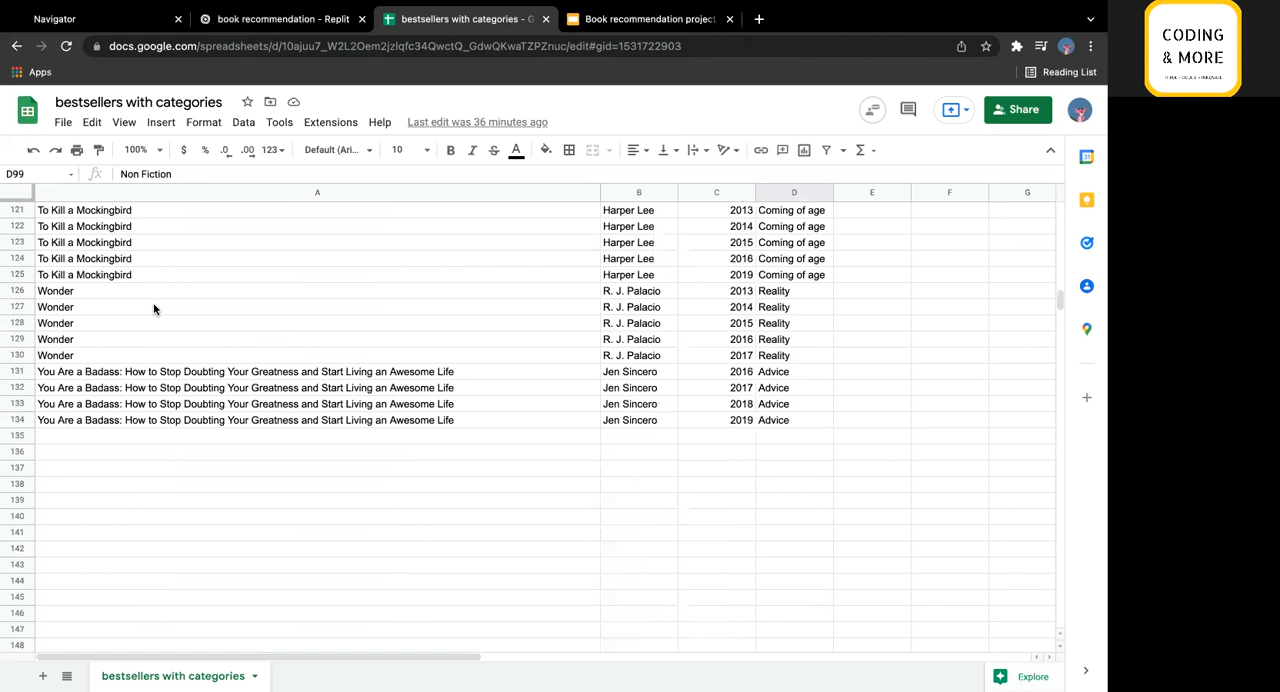 Navigator
book recommendation - Replit
bestsellers with categories - G
Book recommendation project
docs.google.com/spreadsheets/d/10ajuu7_W2L2Oem2jzlqfc34QwctQ_GdwQKwaTZPZnuc/edit#gid=1531722903
Apps
Reading List
CODING
& MORE
bestsellers with categories
File Edit View Insert Format Data Tools Extensions Help Last edit was 36 minutes ago
Share
100% $ % .0 .00 123 Default (Ari... 10 B I S A
D99 fx Non Fiction
A B C D E F G
121 To Kill a Mockingbird Harper Lee 2013 Coming of age
122 To Kill a Mockingbird Harper Lee 2014 Coming of age
123 To Kill a Mockingbird Harper Lee 2015 Coming of age
124 To Kill a Mockingbird Harper Lee 2016 Coming of age
125 To Kill a Mockingbird Harper Lee 2019 Coming of age
126 Wonder R. J. Palacio 2013 Reality
127 Wonder R. J. Palacio 2014 Reality
128 Wonder R. J. Palacio 2015 Reality
129 Wonder R. J. Palacio 2016 Reality
130 Wonder R. J. Palacio 2017 Reality
131 You Are a Badass: How to Stop Doubting Your Greatness and Start Living an Awesome Life Jen Sincero 2016 Advice
132 You Are a Badass: How to Stop Doubting Your Greatness and Start Living an Awesome Life Jen Sincero 2017 Advice
133 You Are a Badass: How to Stop Doubting Your Greatness and Start Living an Awesome Life Jen Sincero 2018 Advice
134 You Are a Badass: How to Stop Doubting Your Greatness and Start Living an Awesome Life Jen Sincero 2019 Advice
135
136
137
138
139
140
141
142
143
144
145
146
147
148
bestsellers with categories
Explore